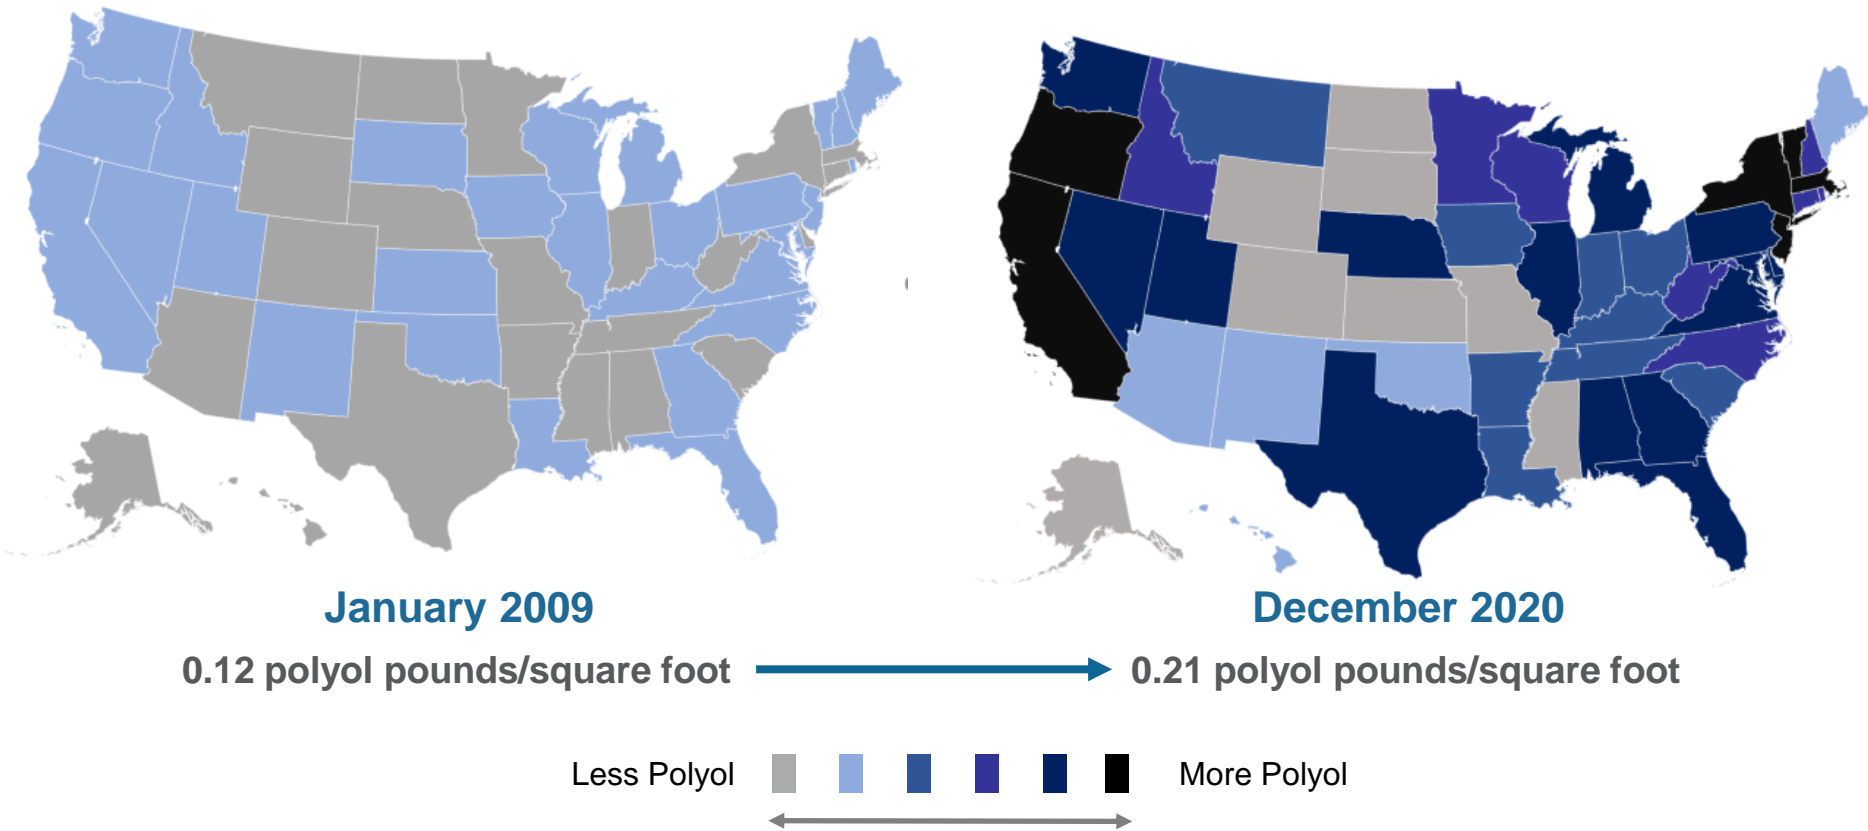 January 2009
December 2020
0.12 polyol pounds/square foot
0.21 polyol pounds/square foot
Less Polyol
More Polyol